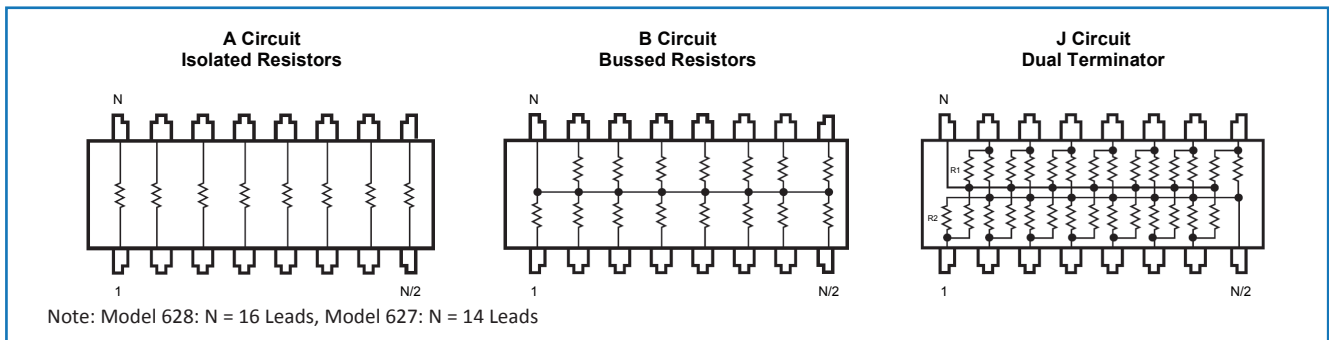 A Circuit
Isolated Resistors
N
1
N/2
B Circuit
Bussed Resistors
N
1
N/2
J Circuit
Dual Terminator
N
R1
R2
1
N/2
Note: Model 628: N = 16 Leads, Model 627: N = 14 Leads